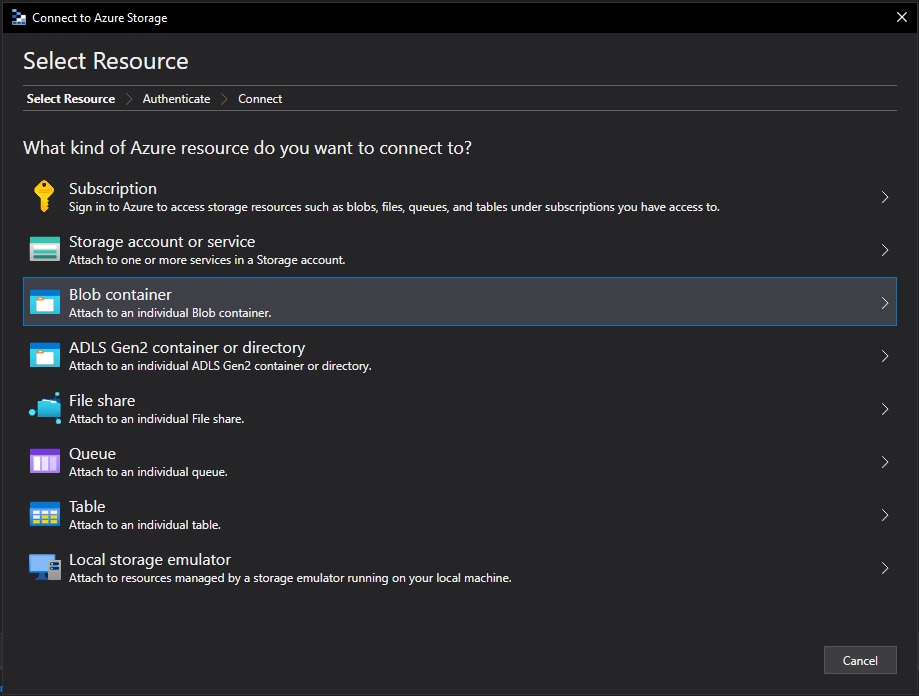 Connect to Azure Storage
Select Resource
Select Resource Authenticate Connect
What kind of Azure resource do you want to connect to?
Subscription
Sign in to Azure to access storage resources such as blobs, files, queues, and tables under subscriptions you have access to.
Storage account or service
Attach to one or more services in a Storage account.
Blob container
Attach to an individual Blob container.
ADLS Gen2 container or directory
Attach to an individual ADLS Gen2 container or directory.
File share
Attach to an individual File share.
Queue
Attach to an individual queue.
Table
Attach to an individual table.
Local storage emulator
Attach to resources managed by a storage emulator running on your local machine.
Cancel